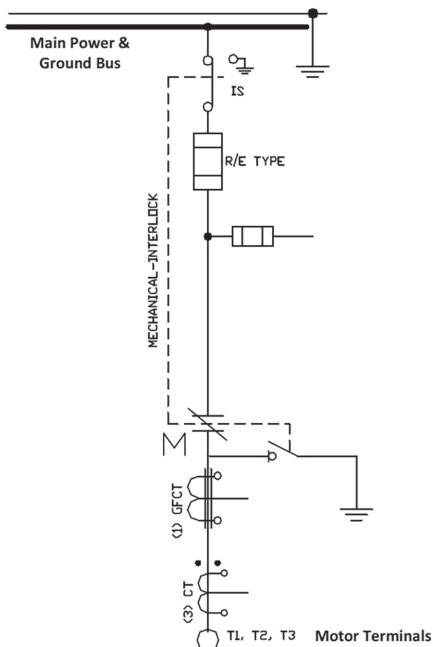 Main Power &
Ground Bus
IS
R/E TYPE
MECHANICAL-INTERLOCK
M
(1) GFCT
(3) CT
T1, T2, T3 Motor Terminals